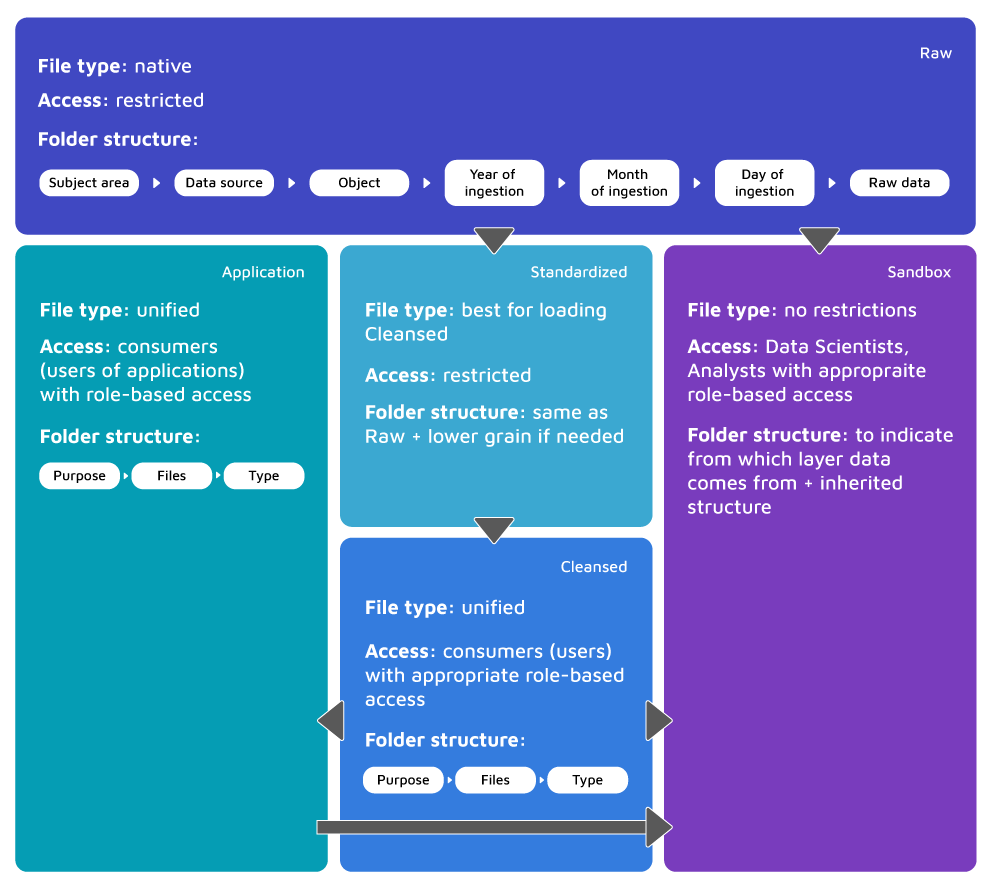 Raw
File type: native
Access: restricted
Folder structure:
Subject area
Data source
Object
Year of
ingestion
Month
of ingestion
Day of
ingestion
Raw data
Application
File type: unified
Access: consumers
(users of applications)
with role-based access
Folder structure:
Purpose
Files
Type
Standardized
File type: best for loading
Cleansed
Access: restricted
Folder structure: same as
Raw + lower grain if needed
Cleansed
File type: unified
Access: consumers (users)
with appropriate role-based
access
Folder structure:
Purpose
Files
Type
Sandbox
File type: no restrictions
Access: Data Scientists,
Analysts with appropraite
role-based access
Folder structure: to indicate
from which layer data
comes from + inherited
structure